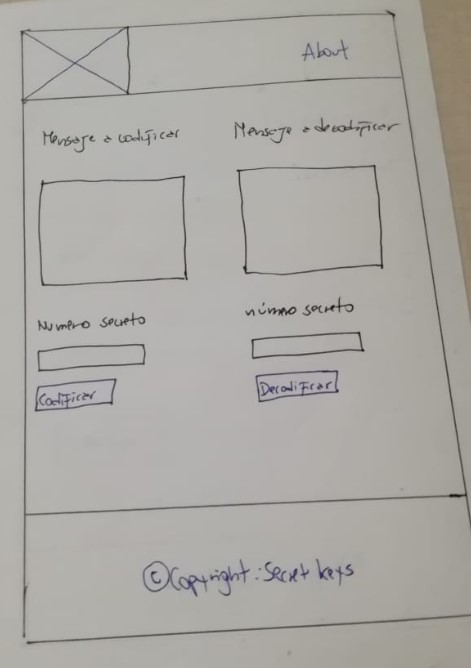 About
Mensaje a codificar
Mensaje a decodificar
Numero secreto
número secreto
Codificar
Decodificar
©Copyright: Secret keys